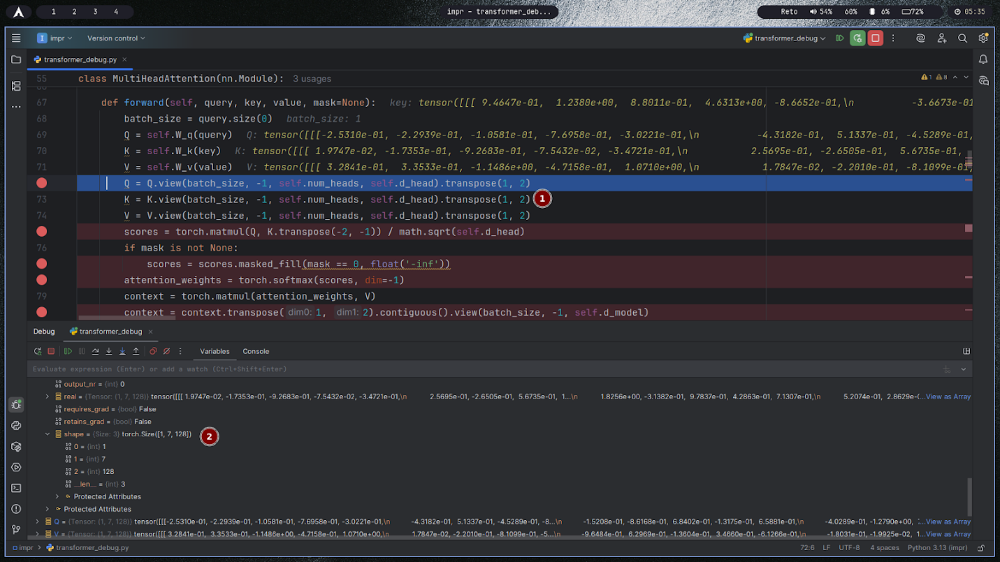 1 2 3 4
impr - transformer_deb...
Reto 54% 60% 6% 72% 05:35
impr Version control
transformer_debug
transformer_debug.py
55 class MultiHeadAttention(nn.Module): 3 usages
1 8
67 def forward(self, query, key, value, mask=None): key: tensor([[[ 9.4647e-01, 1.2380e+00, 8.8011e-01, 4.6313e+00, -8.6652e-01,\n -3.6673e-01
68 batch_size = query.size(0) batch_size: 1
69 Q = self.W_q(query) Q: tensor([[[-2.5310e-01, -2.2939e-01, -1.0581e-01, -7.6958e-01, -3.0221e-01,\n -4.3182e-01, 5.1337e-01, -4.5289e-01,
70 K = self.W_k(key) K: tensor([[[ 1.9747e-02, -1.7353e-01, -9.2683e-01, -7.5432e-02, -3.4721e-01,\n 2.5695e-01, -2.6505e-01, 5.6735e-01,
71 V = self.W_v(value) V: tensor([[[ 3.2841e-01, 3.3533e-01, -1.1486e+00, -4.7158e-01, 1.0710e+00,\n 1.7847e-02, -2.2010e-01, -8.1099e-01,
Q = Q.view(batch_size, -1, self.num_heads, self.d_head).transpose(1, 2)
73 K = K.view(batch_size, -1, self.num_heads, self.d_head).transpose(1, 2) 1
74 V = V.view(batch_size, -1, self.num_heads, self.d_head).transpose(1, 2)
scores = torch.matmul(Q, K.transpose(-2, -1)) / math.sqrt(self.d_head)
76 if mask is not None:
scores = scores.masked_fill(mask == 0, float('-inf'))
attention_weights = torch.softmax(scores, dim=-1)
79 context = torch.matmul(attention_weights, V)
context = context.transpose( dim0: 1, dim1: 2).contiguous().view(batch_size, -1, self.d_model)
Debug transformer_debug
Variables Console
Evaluate expression (Enter) or add a watch (Ctrl+Shift+Enter)
output_nr = {int} 0
real = {Tensor: (1, 7, 128)} tensor([[[ 1.9747e-02, -1.7353e-01, -9.2683e-01, -7.5432e-02, -3.4721e-01,\n 2.5695e-01, -2.6505e-01, 5.6735e-01, 1...\n 1.8256e+00, -3.1382e-01, 9.7837e-01, 4.2863e-01, 7.1307e-01,\n 5.2074e-01, 2.8629e-0...View as Array
requires_grad = {bool} False
retains_grad = {bool} False
shape = {Size: 3} torch.Size([1, 7, 128]) 2
0 = {int} 1
1 = {int} 7
2 = {int} 128
__len__ = {int} 3
Protected Attributes
Protected Attributes
Q = {Tensor: (1, 7, 128)} tensor([[[-2.5310e-01, -2.2939e-01, -1.0581e-01, -7.6958e-01, -3.0221e-01,\n -4.3182e-01, 5.1337e-01, -4.5289e-01, -8...\n -1.5208e-01, -8.6168e-01, 6.8402e-01, -1.3175e-01, 6.5881e-01,\n -4.0289e-01, -1.2790e+00, ...View as Array
V = {Tensor: (1, 7, 128)} tensor([[[ 3.2841e-01, 3.3533e-01, -1.1486e+00, -4.7158e-01, 1.0710e+00,\n 1.7847e-02, -2.2010e-01, -8.1099e-01, -5...\n -9.6484e-01, 6.2969e-01, -1.3604e-01, 3.4660e-01, -6.1266e-01,\n -1.8031e-01, -1.9925e-02, 1...View as Array
impr transformer_debug.py 72:6 LF UTF-8 4 spaces Python 3.13 (impr)